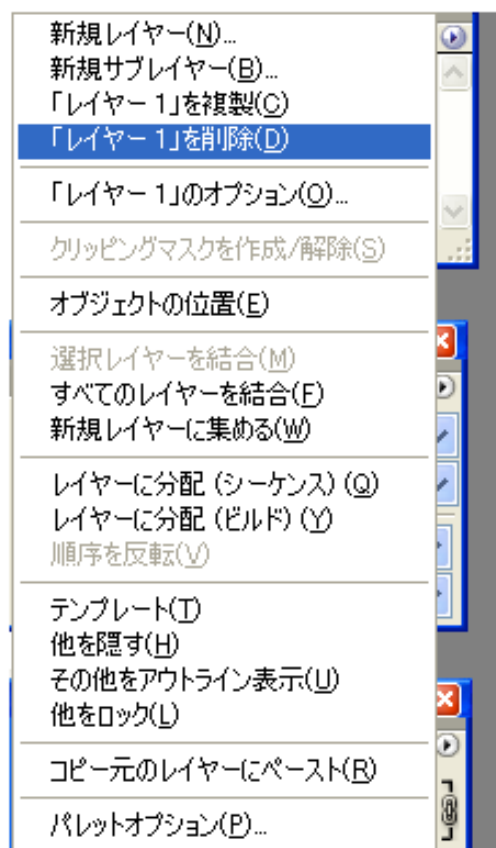 新規レイヤー(N)...
新規サブレイヤー(B)...
「レイヤー 1」を複製(C)
「レイヤー 1」を削除(D)
「レイヤー 1」のオプション(O)...
クリッピングマスクを作成/解除(S)
オブジェクトの位置(E)
選択レイヤーを結合(M)
すべてのレイヤーを結合(F)
新規レイヤーに集める(W)
レイヤーに分配 (シーケンス) (Q)
レイヤーに分配 (ビルド) (Y)
順序を反転(V)
テンプレート(T)
他を隠す(H)
その他をアウトライン表示(U)
他をロック(L)
コピー元のレイヤーにペースト(R)
パレットオプション(P)...